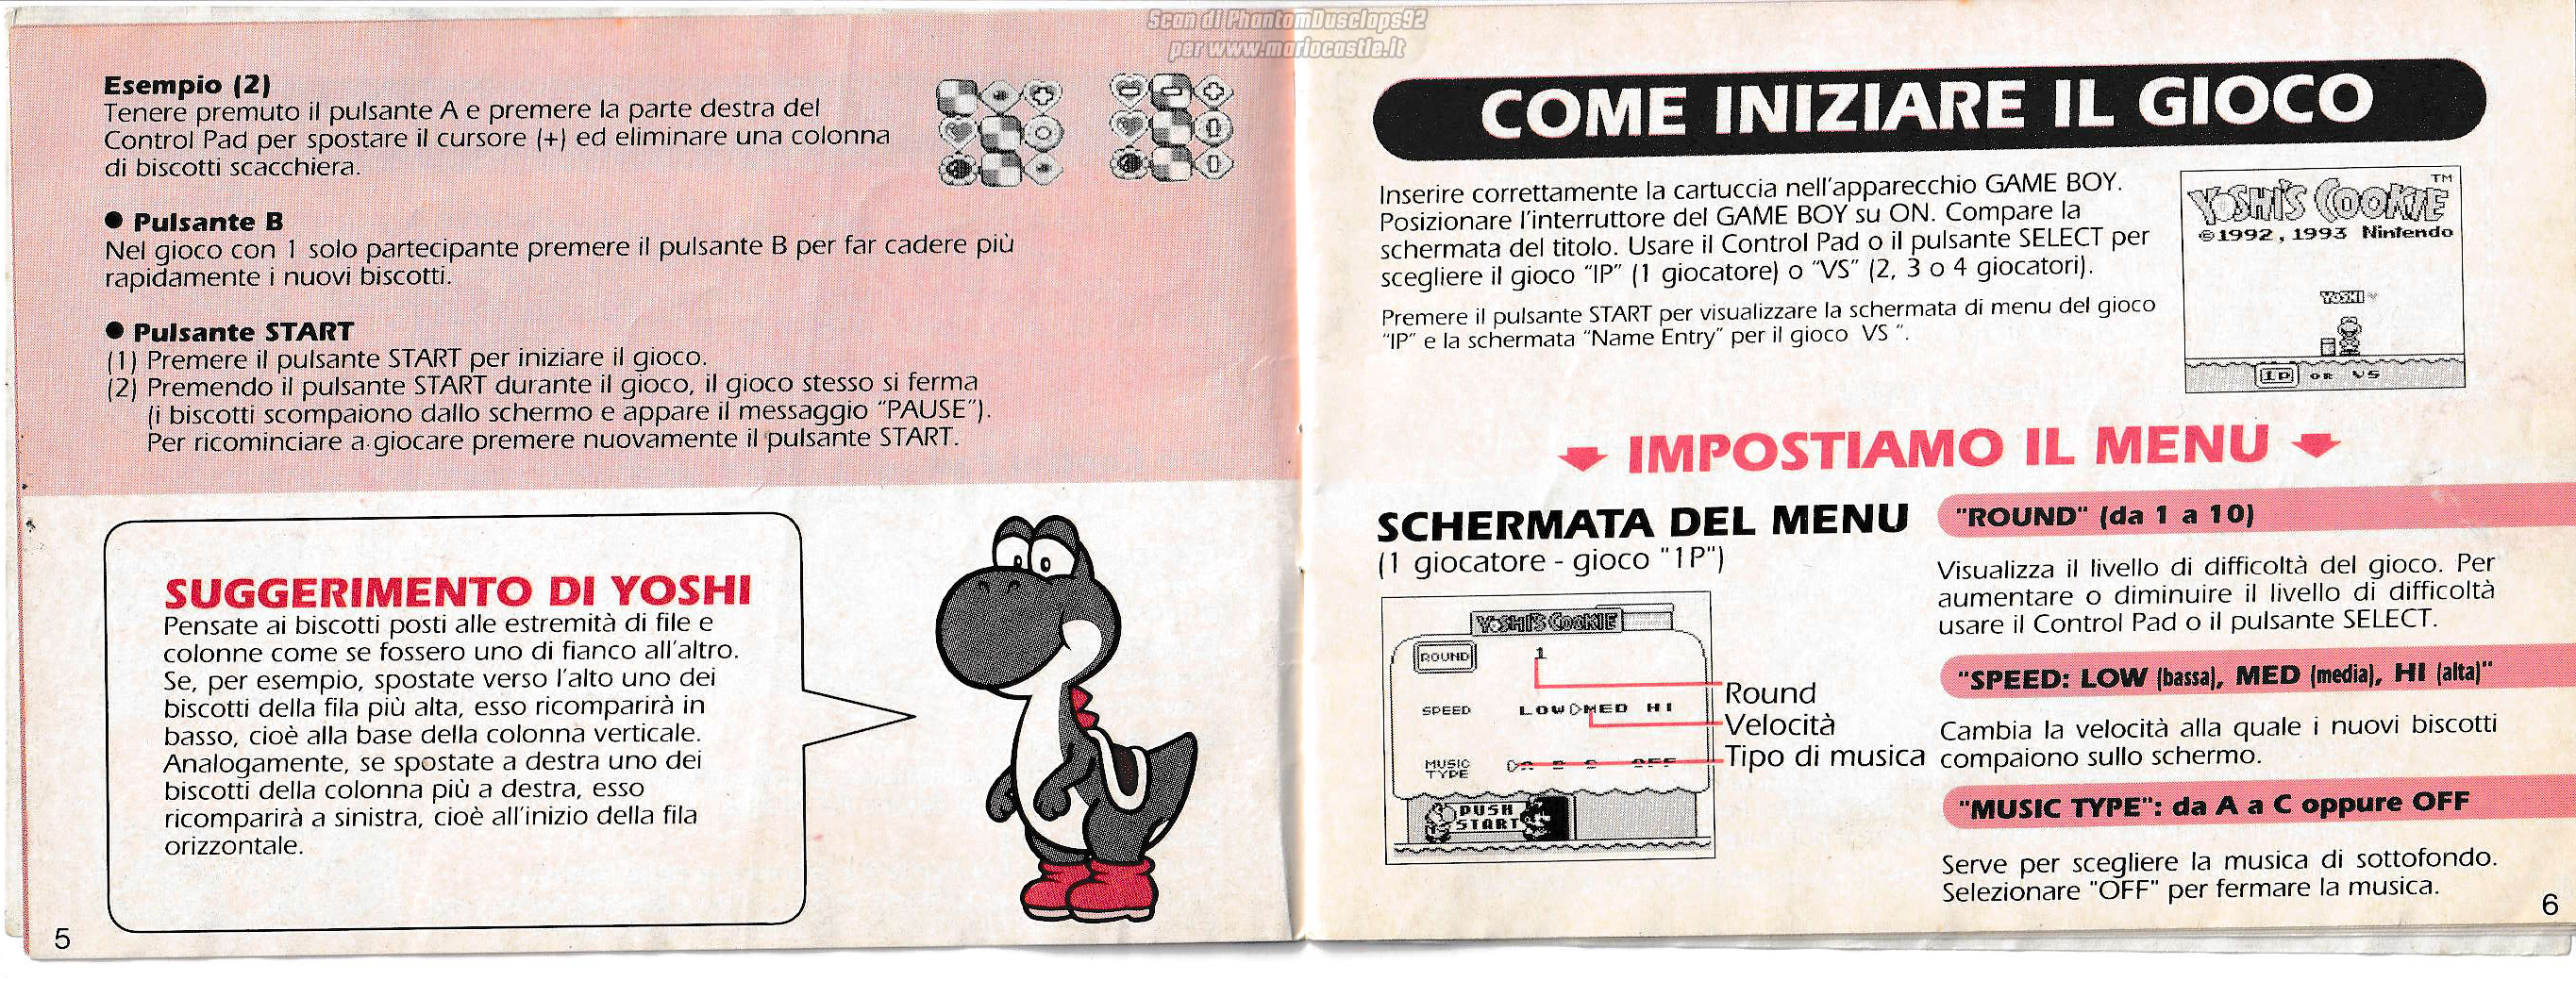 Scan di PhantomDusclops92
per www.mariocastle.it
Esempio (2)
Tenere premuto il pulsante A e premere la parte destra del
Control Pad per spostare il cursore (+) ed eliminare una colonna
di biscotti scacchiera.
● Pulsante B
Nel gioco con 1 solo partecipante premere il pulsante B per far cadere più
rapidamente i nuovi biscotti.
● Pulsante START
(1) Premere il pulsante START per iniziare il gioco.
(2) Premendo il pulsante START durante il gioco, il gioco stesso si ferma
(i biscotti scompaiono dallo schermo e appare il messaggio “PAUSE”).
Per ricominciare a giocare premere nuovamente il pulsante START.
SUGGERIMENTO DI YOSHI
Pensate ai biscotti posti alle estremità di file e
colonne come se fossero uno di fianco all'altro.
Se, per esempio, spostate verso l'alto uno dei
biscotti della fila più alta, esso ricomparirà in
basso, cioè alla base della colonna verticale.
Analogamente, se spostate a destra uno dei
biscotti della colonna più a destra, esso
ricomparirà a sinistra, cioè all'inizio della fila
orizzontale.
5
COME INIZIARE IL GIOCO
Inserire correttamente la cartuccia nell'apparecchio GAME BOY.
Posizionare l'interruttore del GAME BOY su ON. Compare la
schermata del titolo. Usare il Control Pad o il pulsante SELECT per
scegliere il gioco “IP” (1 giocatore) o “VS” (2, 3 o 4 giocatori).
Premere il pulsante START per visualizzare la schermata di menu del gioco
“IP” e la schermata “Name Entry” per il gioco VS ”.
YOSHI'S COOKIE™
©1992, 1993 Nintendo
YOSHI
1P OR VS
IMPOSTIAMO IL MENU
SCHERMATA DEL MENU
(1 giocatore - gioco "1P")
YOSHI'S COOKIE
ROUND 1
SPEED LOW MED HI
MUSIC
TYPE A B C OFF
PUSH
START
Round
Velocità
Tipo di musica
"ROUND" (da 1 a 10)
Visualizza il livello di difficoltà del gioco. Per
aumentare o diminuire il livello di difficoltà
usare il Control Pad o il pulsante SELECT.
"SPEED: LOW (bassa), MED (media), HI (alta)"
Cambia la velocità alla quale i nuovi biscotti
compaiono sullo schermo.
"MUSIC TYPE": da A a C oppure OFF
Serve per scegliere la musica di sottofondo.
Selezionare "OFF" per fermare la musica.
6